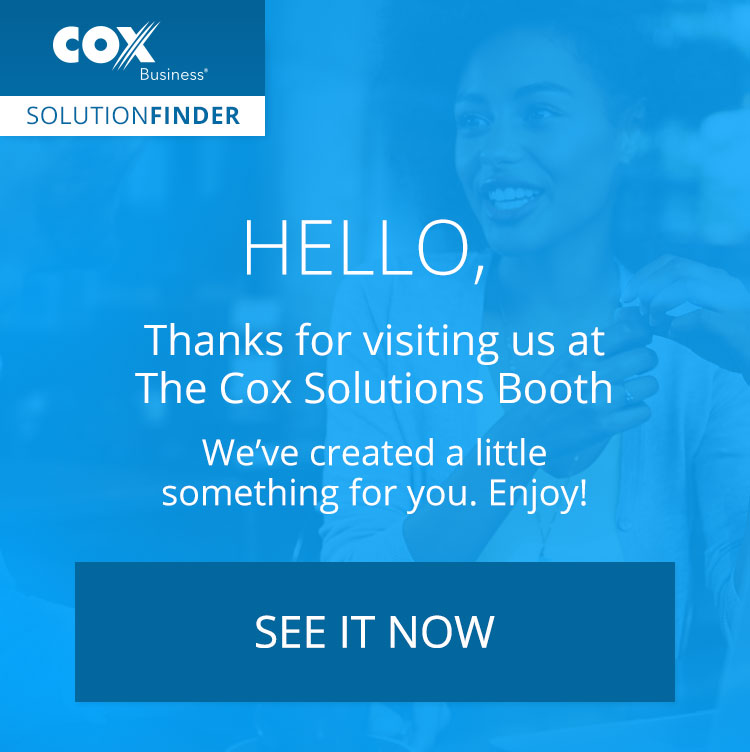 COX
Business®
SOLUTIONFINDER
HELLO,
Thanks for visiting us at
The Cox Solutions Booth
We’ve created a little
something for you. Enjoy!
SEE IT NOW